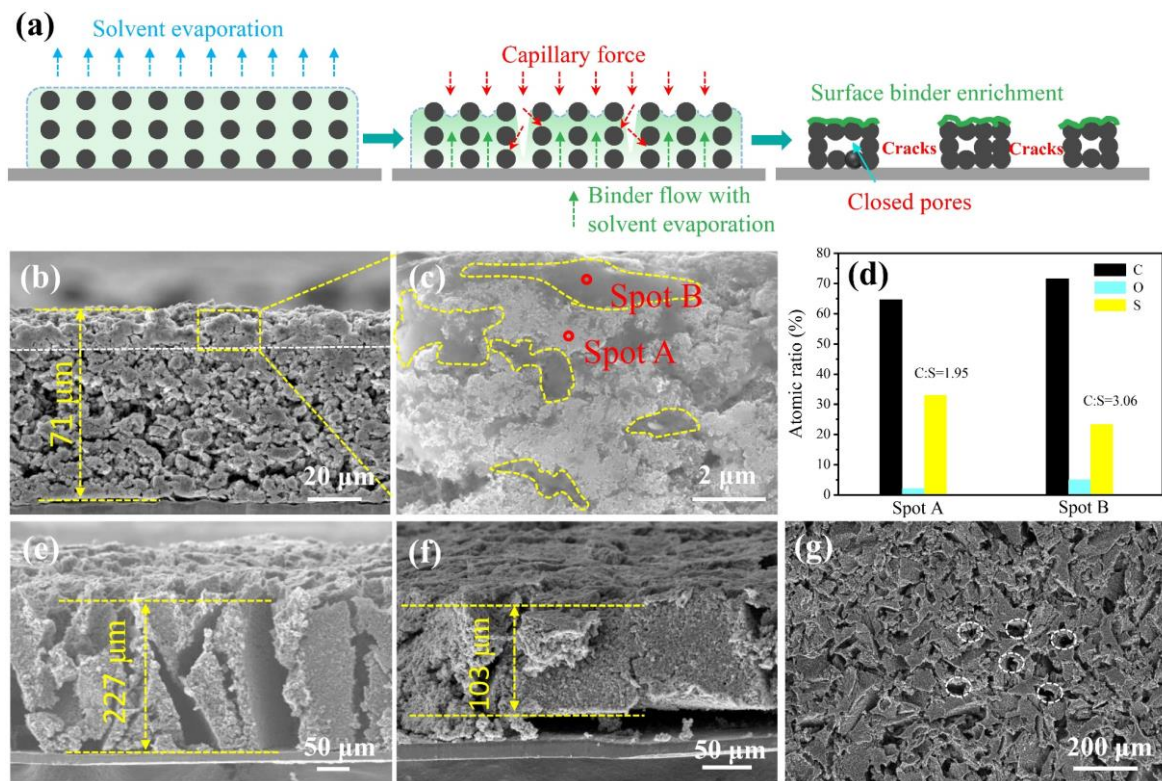 (a)
Solvent evaporation
Capillary force
Surface binder enrichment
Cracks
Cracks
Closed pores
Binder flow with
solvent evaporation
(b)
71 μm
20 μm
(c)
Spot B
Spot A
2 μm
(d)
80
70
60
50
40
30
20
10
0
Atomic ratio (%)
C
O
S
C:S=1.95
C:S=3.06
Spot A
Spot B
(e)
227 μm
50 μm
(f)
103 μm
50 μm
(g)
200 μm